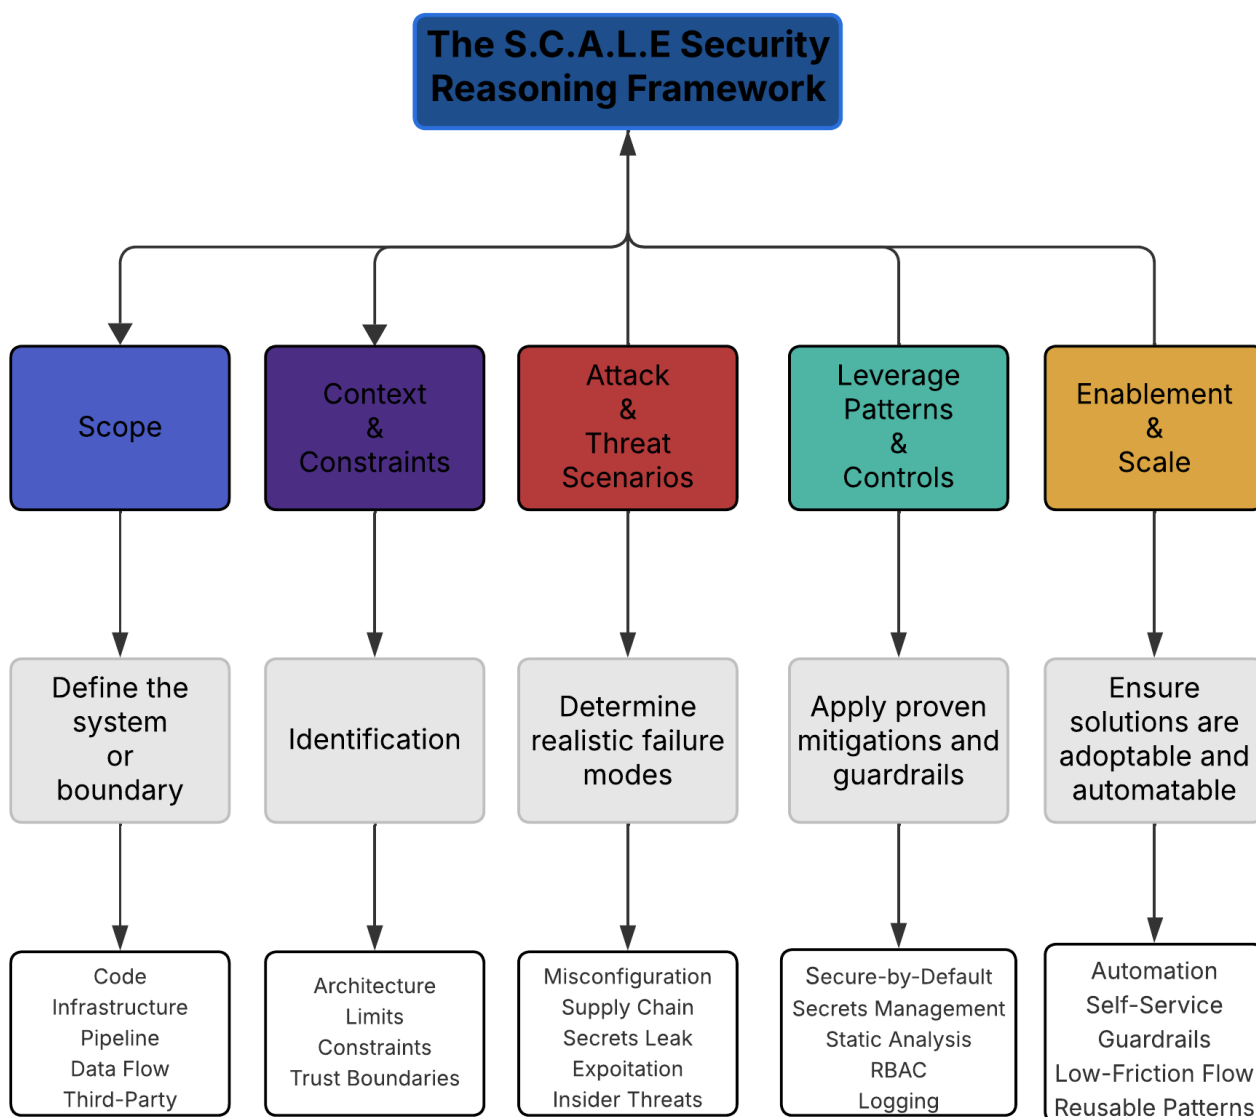 The S.C.A.L.E Security
Reasoning Framework
Scope
Context
&
Constraints
Attack
&
Threat
Scenarios
Leverage
Patterns
&
Controls
Enablement
&
Scale
Define the
system
or
boundary
Identification
Determine
realistic failure
modes
Apply proven
mitigations and
guardrails
Ensure
solutions are
adoptable and
automatable
Code
Infrastructure
Pipeline
Data Flow
Third-Party
Architecture
Limits
Constraints
Trust Boundaries
Misconfiguration
Supply Chain
Secrets Leak
Expoitation
Insider Threats
Secure-by-Default
Secrets Management
Static Analysis
RBAC
Logging
Automation
Self-Service
Guardrails
Low-Friction Flow
Reusable Patterns